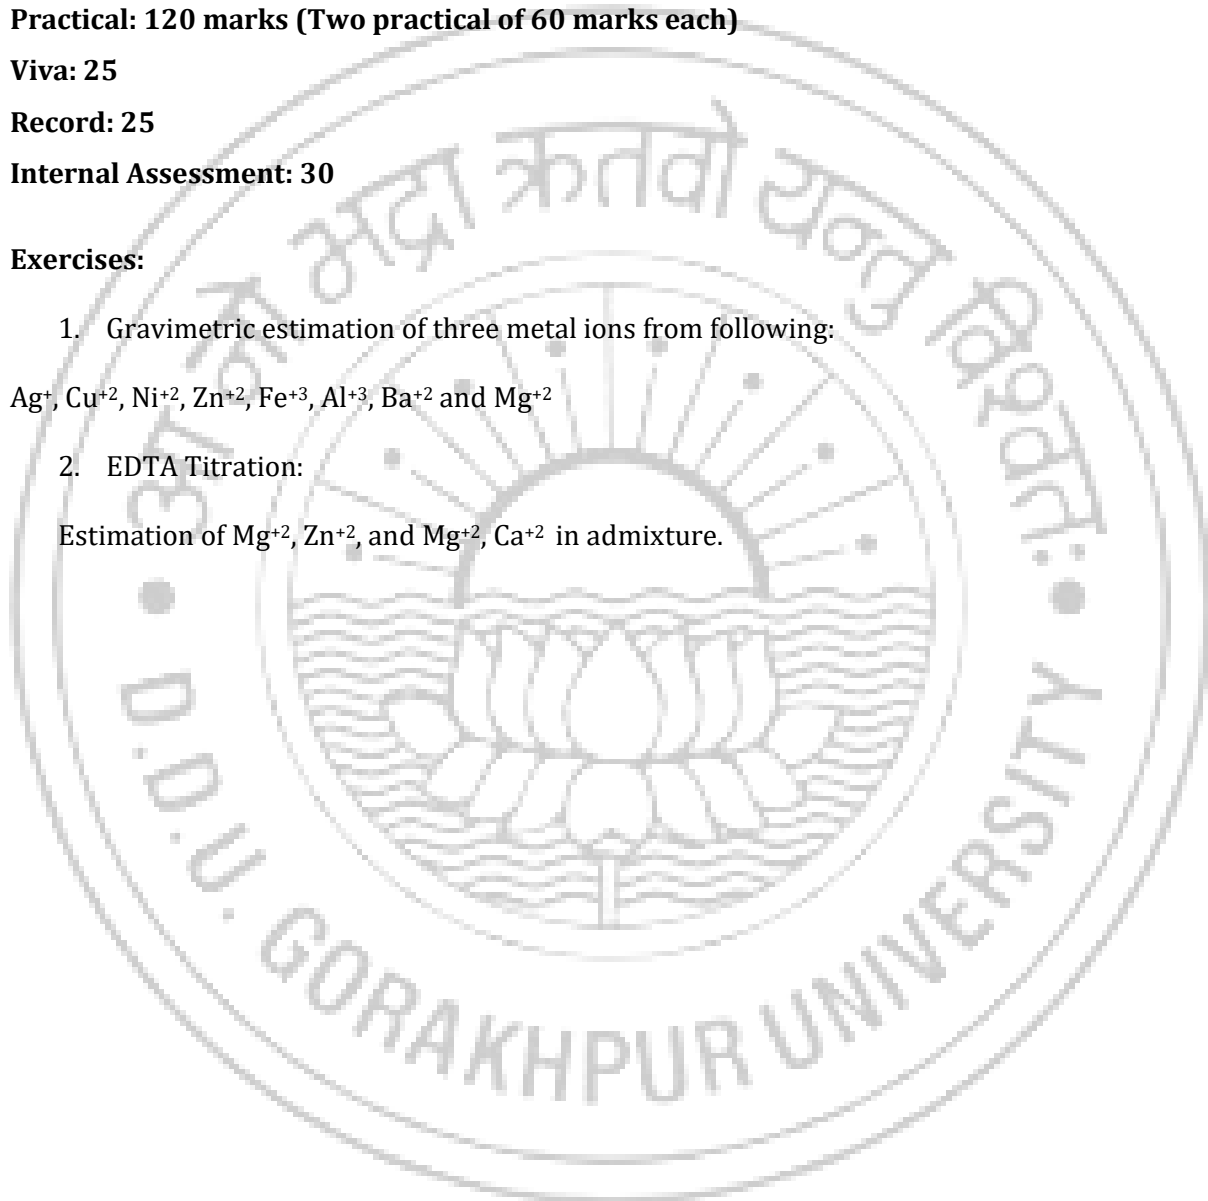 Practical: 120 marks (Two practical of 60 marks each)
Viva: 25
Record: 25
Internal Assessment: 30
Exercises:
1. Gravimetric estimation of three metal ions from following:
Ag⁺, Cu⁺², Ni⁺², Zn⁺², Fe⁺³, Al⁺³, Ba⁺² and Mg⁺²
2. EDTA Titration:
Estimation of Mg⁺², Zn⁺², and Mg⁺², Ca⁺² in admixture.
आ नो भद्रा क्रतवो यन्तु विश्वतः
D.D.U. GORAKHPUR UNIVERSITY